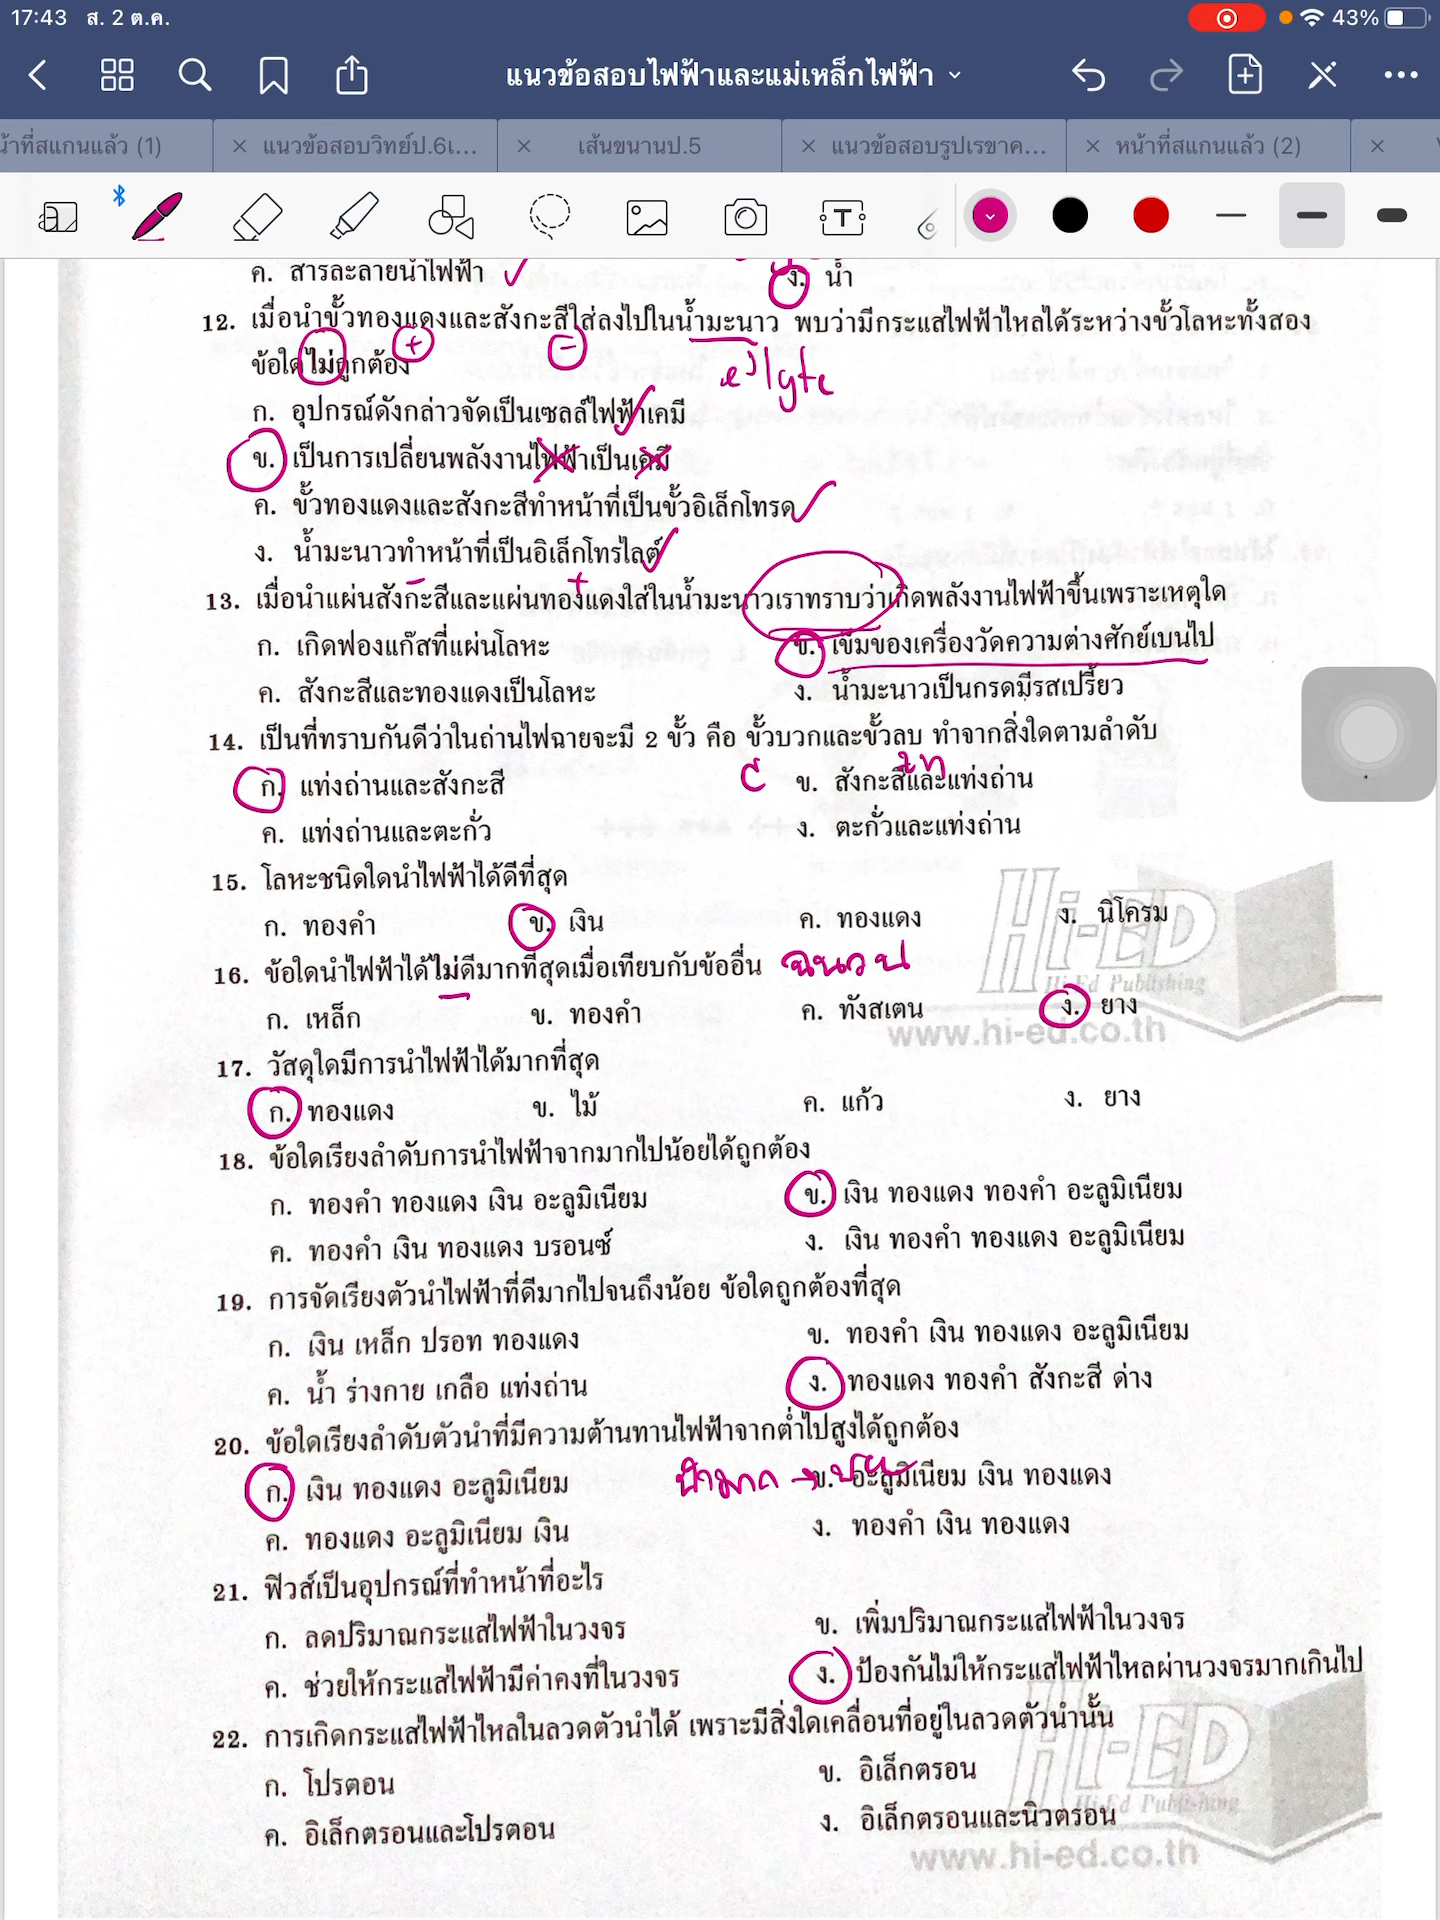 17:43 ส. 2 ต.ค.
43%
แนวข้อสอบไฟฟ้าและแม่เหล็กไฟฟ้า
น้าที่สแกนแล้ว (1)
แนวข้อสอบวิทย์ป.6เ...
เส้นขนานป.5
แนวข้อสอบรูปเรขาค...
หน้าที่สแกนแล้ว (2)
ค. สารละลายนำไฟฟ้า
ง. น้ำ
12. เมื่อนำขั้วทองแดงและสังกะสีใส่ลงไปในน้ำมะนาว พบว่ามีกระแสไฟฟ้าไหลได้ระหว่างขั้วโลหะทั้งสอง
+ −
ข้อใดไม่ถูกต้อง
lyte
ก. อุปกรณ์ดังกล่าวจัดเป็นเซลล์ไฟฟ้าเคมี
ข. เป็นการเปลี่ยนพลังงานไฟฟ้าเป็นเคมี
ค. ขั้วทองแดงและสังกะสีทำหน้าที่เป็นขั้วอิเล็กโทรด
ง. น้ำมะนาวทำหน้าที่เป็นอิเล็กโทรไลต์
− +
13. เมื่อนำแผ่นสังกะสีและแผ่นทองแดงใส่ในน้ำมะนาวเราทราบว่าเกิดพลังงานไฟฟ้าขึ้นเพราะเหตุใด
ก. เกิดฟองแก๊สที่แผ่นโลหะ
ข. เข็มของเครื่องวัดความต่างศักย์เบนไป
ค. สังกะสีและทองแดงเป็นโลหะ
ง. น้ำมะนาวเป็นกรดมีรสเปรี้ยว
14. เป็นที่ทราบกันดีว่าในถ่านไฟฉายจะมี 2 ขั้ว คือ ขั้วบวกและขั้วลบ ทำจากสิ่งใดตามลำดับ
C Zn
ก. แท่งถ่านและสังกะสี
ข. สังกะสีและแท่งถ่าน
ค. แท่งถ่านและตะกั่ว
ง. ตะกั่วและแท่งถ่าน
15. โลหะชนิดใดนำไฟฟ้าได้ดีที่สุด
ก. ทองคำ ข. เงิน ค. ทองแดง ง. นิโครม
16. ข้อใดนำไฟฟ้าได้ไม่ดีมากที่สุดเมื่อเทียบกับข้ออื่น ฉนวน
ก. เหล็ก ข. ทองคำ ค. ทังสเตน ง. ยาง
17. วัสดุใดมีการนำไฟฟ้าได้มากที่สุด
ก. ทองแดง ข. ไม้ ค. แก้ว ง. ยาง
18. ข้อใดเรียงลำดับการนำไฟฟ้าจากมากไปน้อยได้ถูกต้อง
ก. ทองคำ ทองแดง เงิน อะลูมิเนียม
ข. เงิน ทองแดง ทองคำ อะลูมิเนียม
ค. ทองคำ เงิน ทองแดง บรอนซ์
ง. เงิน ทองคำ ทองแดง อะลูมิเนียม
19. การจัดเรียงตัวนำไฟฟ้าที่ดีมากไปจนถึงน้อย ข้อใดถูกต้องที่สุด
ก. เงิน เหล็ก ปรอท ทองแดง
ข. ทองคำ เงิน ทองแดง อะลูมิเนียม
ค. น้ำ ร่างกาย เกลือ แท่งถ่าน
ง. ทองแดง ทองคำ สังกะสี ด่าง
20. ข้อใดเรียงลำดับตัวนำที่มีความต้านทานไฟฟ้าจากต่ำไปสูงได้ถูกต้อง
ก. เงิน ทองแดง อะลูมิเนียม
ข. อะลูมิเนียม เงิน ทองแดง
ค. ทองแดง อะลูมิเนียม เงิน
ง. ทองคำ เงิน ทองแดง
21. ฟิวส์เป็นอุปกรณ์ที่ทำหน้าที่อะไร
ก. ลดปริมาณกระแสไฟฟ้าในวงจร
ข. เพิ่มปริมาณกระแสไฟฟ้าในวงจร
ค. ช่วยให้กระแสไฟฟ้ามีค่าคงที่ในวงจร
ง. ป้องกันไม่ให้กระแสไฟฟ้าไหลผ่านวงจรมากเกินไป
22. การเกิดกระแสไฟฟ้าไหลในลวดตัวนำได้ เพราะมีสิ่งใดเคลื่อนที่อยู่ในลวดตัวนำนั้น
ก. โปรตอน
ข. อิเล็กตรอน
ค. อิเล็กตรอนและโปรตอน
ง. อิเล็กตรอนและนิวตรอน
Hi-ED
Hi-Ed Publishing
www.hi-ed.co.th
Hi-ED
Hi-Ed Publishing
www.hi-ed.co.th